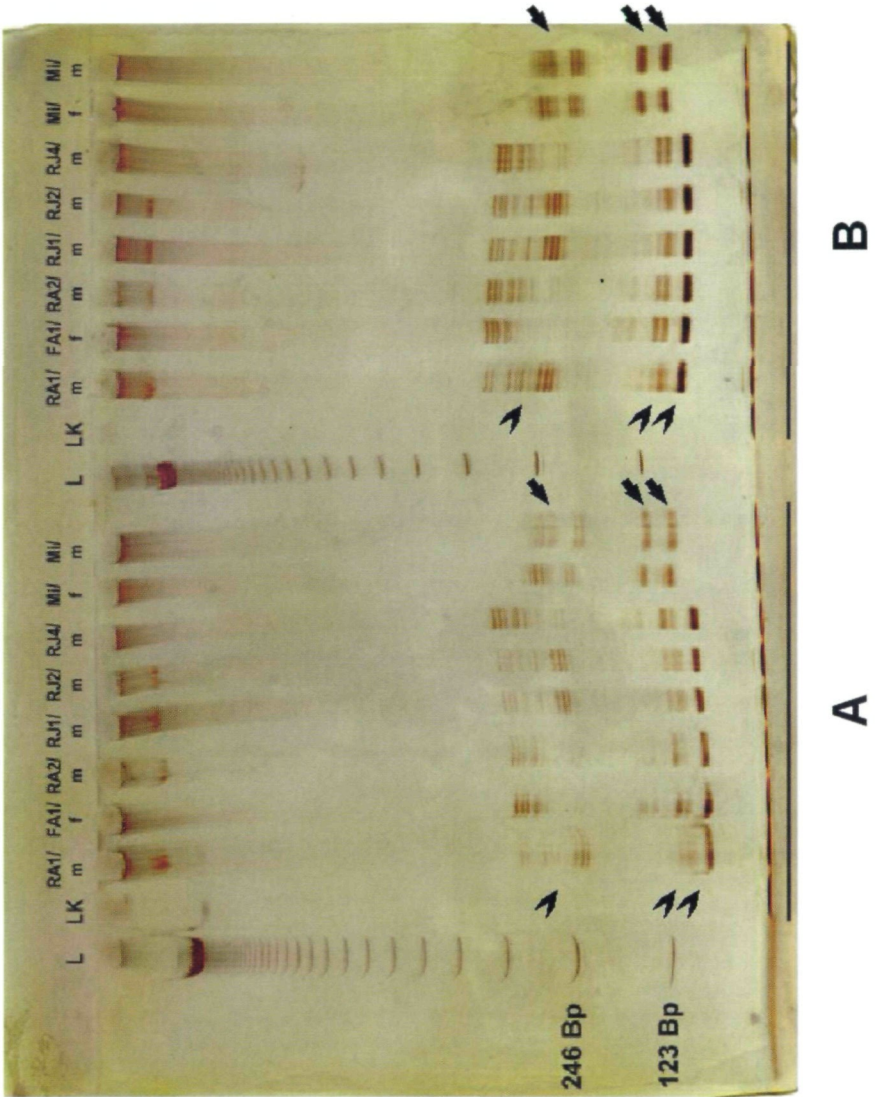 L LK RA1/ FA1/ RA2/ RJ1/ RJ2/ RJ4/ Mi/ Mi/ L LK RA1/ FA1/ RA2/ RJ1/ RJ2/ RJ4/ Mi/ Mi/
m f m m m m f m m f m m m m f m
246 Bp
123 Bp
A B